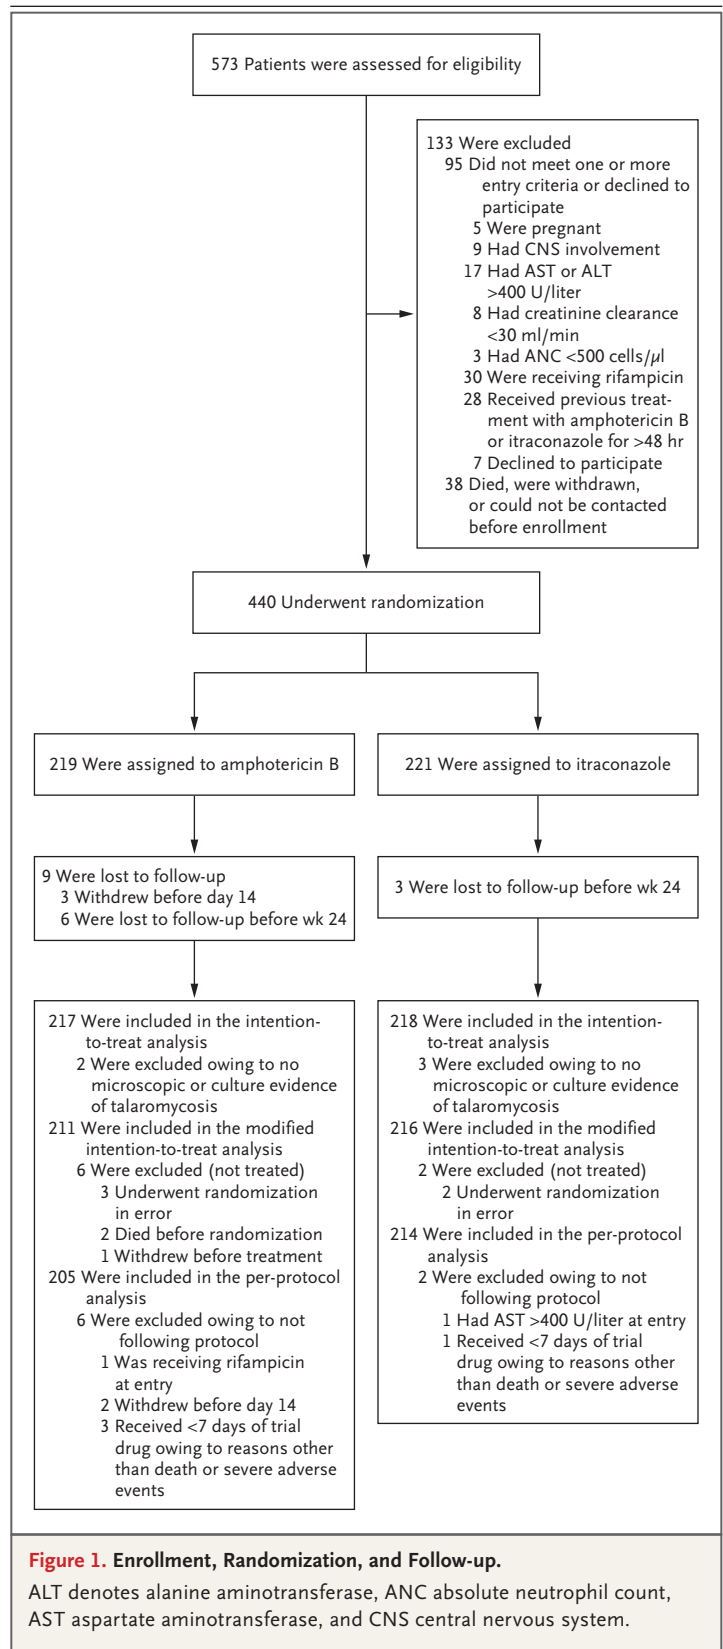 573 Patients were assessed for eligibility
133 Were excluded
95 Did not meet one or more
entry criteria or declined to
participate
5 Were pregnant
9 Had CNS involvement
17 Had AST or ALT
>400 U/liter
8 Had creatinine clearance
<30 ml/min
3 Had ANC <500 cells/µl
30 Were receiving rifampicin
28 Received previous treat-
ment with amphotericin B
or itraconazole for >48 hr
7 Declined to participate
38 Died, were withdrawn,
or could not be contacted
before enrollment
440 Underwent randomization
219 Were assigned to amphotericin B
221 Were assigned to itraconazole
9 Were lost to follow-up
3 Withdrew before day 14
6 Were lost to follow-up before wk 24
3 Were lost to follow-up before wk 24
217 Were included in the intention-
to-treat analysis
2 Were excluded owing to no
microscopic or culture evidence
of talaromycosis
211 Were included in the modified
intention-to-treat analysis
6 Were excluded (not treated)
3 Underwent randomization
in error
2 Died before randomization
1 Withdrew before treatment
205 Were included in the per-protocol
analysis
6 Were excluded owing to not
following protocol
1 Was receiving rifampicin
at entry
2 Withdrew before day 14
3 Received <7 days of trial
drug owing to reasons other
than death or severe adverse
events
218 Were included in the intention-
to-treat analysis
3 Were excluded owing to no
microscopic or culture evidence
of talaromycosis
216 Were included in the modified
intention-to-treat analysis
2 Were excluded (not treated)
2 Underwent randomization
in error
214 Were included in the per-protocol
analysis
2 Were excluded owing to not
following protocol
1 Had AST >400 U/liter at entry
1 Received <7 days of trial
drug owing to reasons other
than death or severe adverse
events
Figure 1. Enrollment, Randomization, and Follow-up.
ALT denotes alanine aminotransferase, ANC absolute neutrophil count,
AST aspartate aminotransferase, and CNS central nervous system.